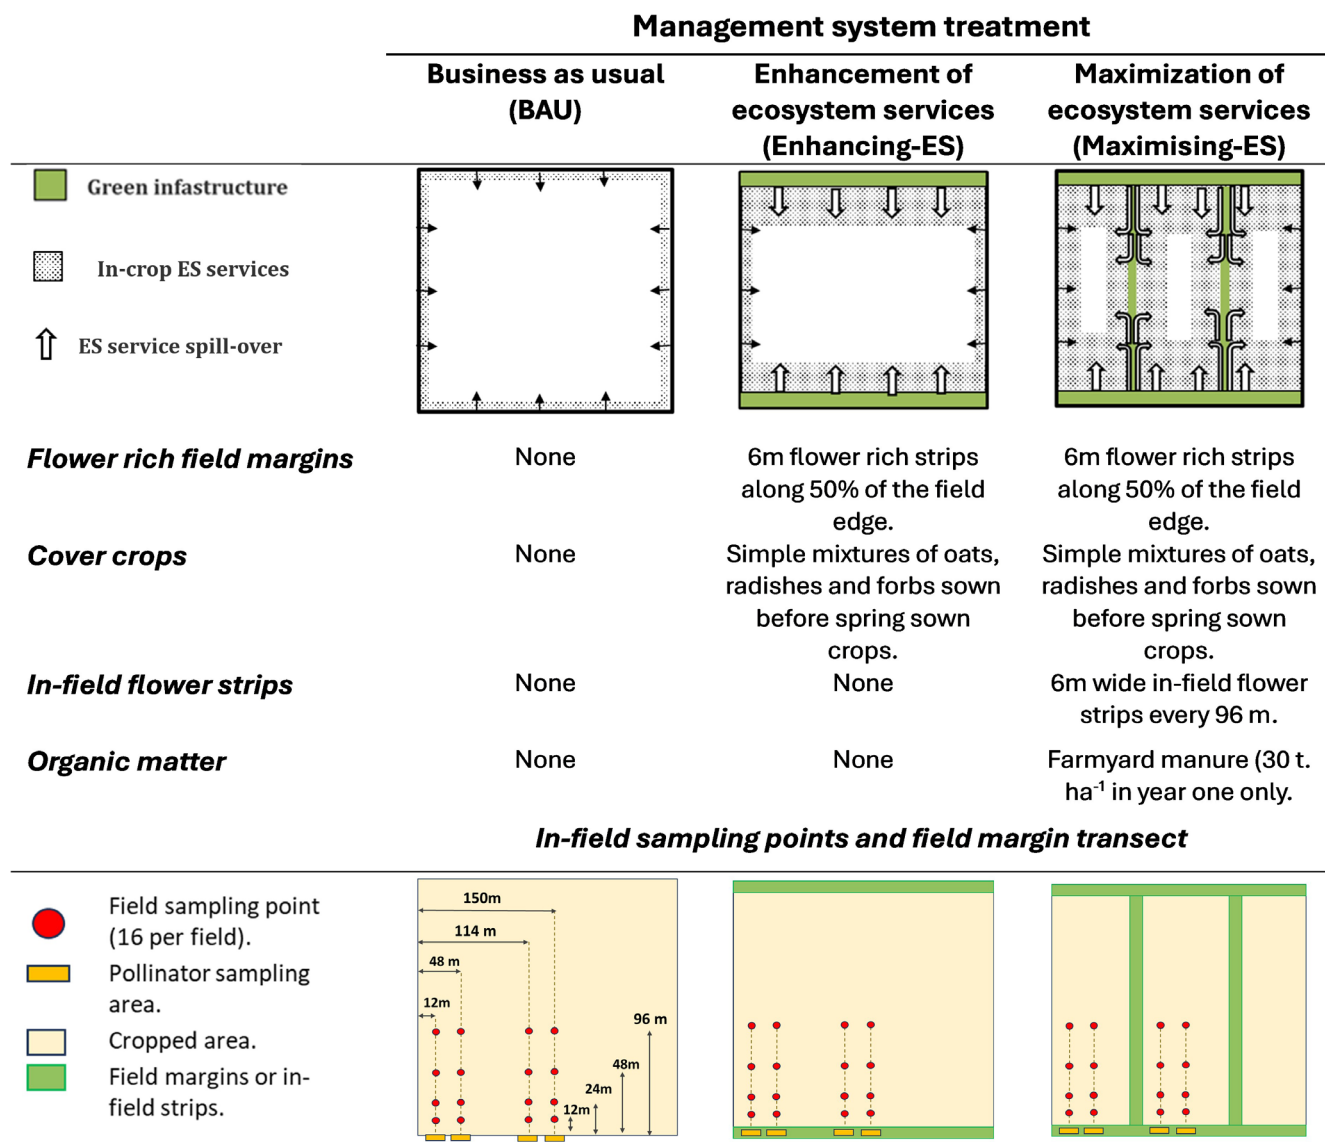 Management system treatment
Business as usual
(BAU)
Enhancement of
ecosystem services
(Enhancing-ES)
Maximization of
ecosystem services
(Maximising-ES)
Green infastructure
In-crop ES services
ES service spill-over
Flower rich field margins
None
6m flower rich strips
along 50% of the field
edge.
6m flower rich strips
along 50% of the field
edge.
Cover crops
None
Simple mixtures of oats,
radishes and forbs sown
before spring sown
crops.
Simple mixtures of oats,
radishes and forbs sown
before spring sown
crops.
In-field flower strips
None
None
6m wide in-field flower
strips every 96 m.
Organic matter
None
None
Farmyard manure (30 t.
ha-1 in year one only.
In-field sampling points and field margin transect
Field sampling point
(16 per field).
Pollinator sampling
area.
Cropped area.
Field margins or in-
field strips.
150m
114 m
48 m
12m
96 m
48m
24m
12m